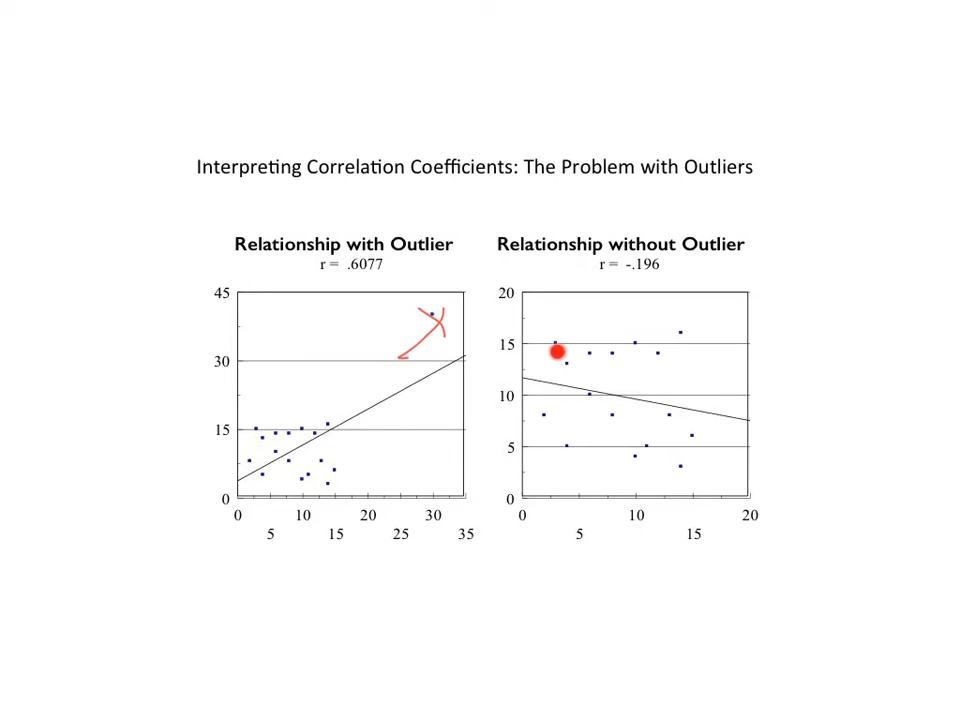 Interpreting Correlation Coefficients: The Problem with Outliers
Relationship with Outlier
r = .6077
45
30
15
0
0 10 20 30
5 15 25 35
Relationship without Outlier
r = -.196
20
15
10
5
0
0 10 20
5 15